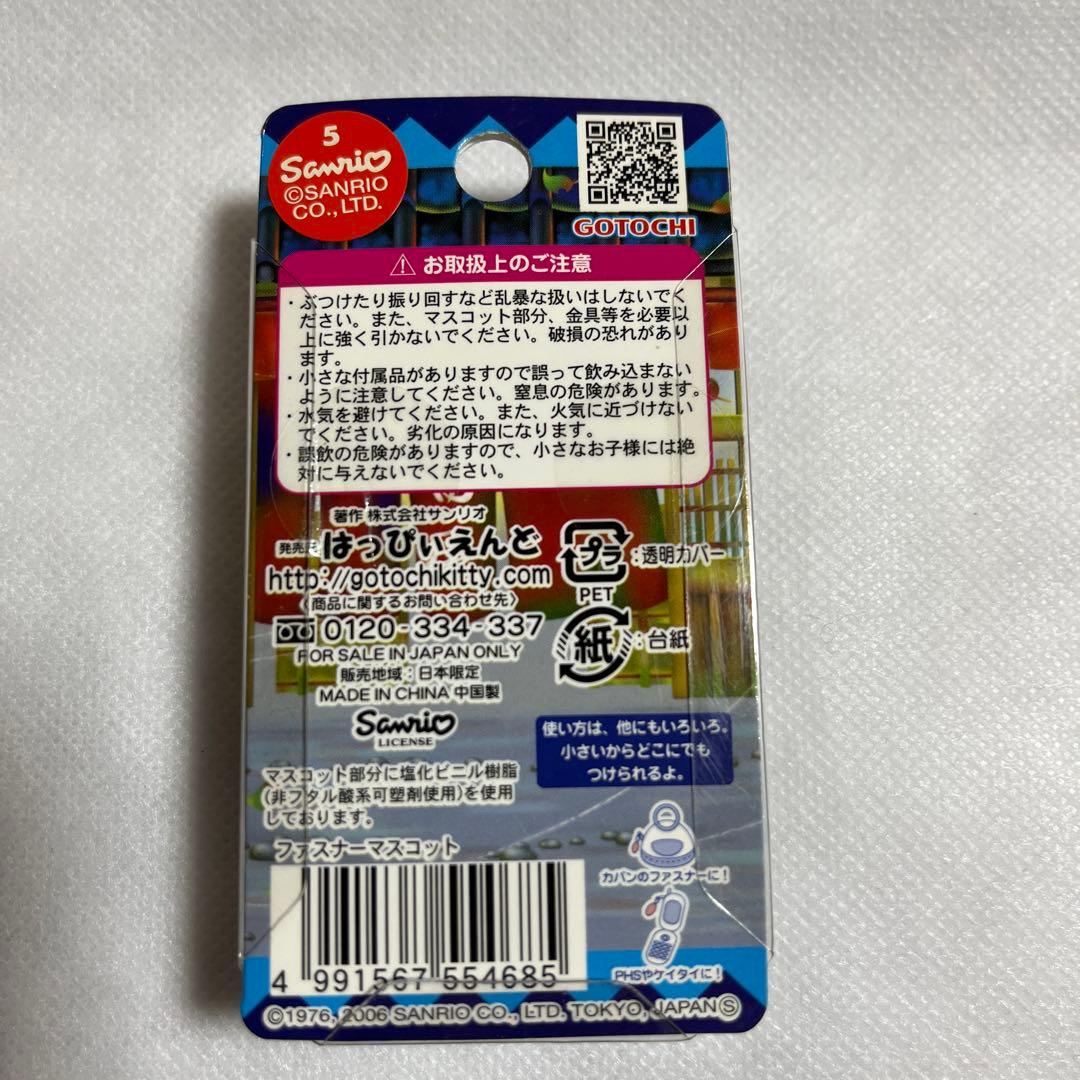 5
Sanrio
©SANRIO
CO., LTD.
GOTOCHI
⚠ お取扱上のご注意
・ぶつけたり振り回すなど乱暴な扱いはしないでく
ださい。また、マスコット部分、金具等を必要以
上に強く引かないでください。破損の恐れがあり
ます。
・小さな付属品がありますので誤って飲み込まない
ように注意してください。窒息の危険があります。
・水気を避けてください。また、火気に近づけない
でください。劣化の原因になります。
・誤飲の危険がありますので、小さなお子様には絶
対に与えないでください。
著作 株式会社サンリオ
発売元 はっぴぃえんど
http://gotochikitty.com
〈商品に関するお問い合わせ先〉
0120-334-337
FOR SALE IN JAPAN ONLY
販売地域：日本限定
MADE IN CHINA 中国製
Sanrio
LICENSE
プラ：透明カバー
PET
紙：台紙
使い方は、他にもいろいろ。
小さいからどこにでも
つけられるよ。
マスコット部分に塩化ビニル樹脂
(非フタル酸系可塑剤使用)を使用
しております。
ファスナーマスコット
カバンのファスナーに！
PHSやケイタイに！
4 991567 554685
©1976, 2006 SANRIO CO., LTD. TOKYO, JAPAN Ⓢ